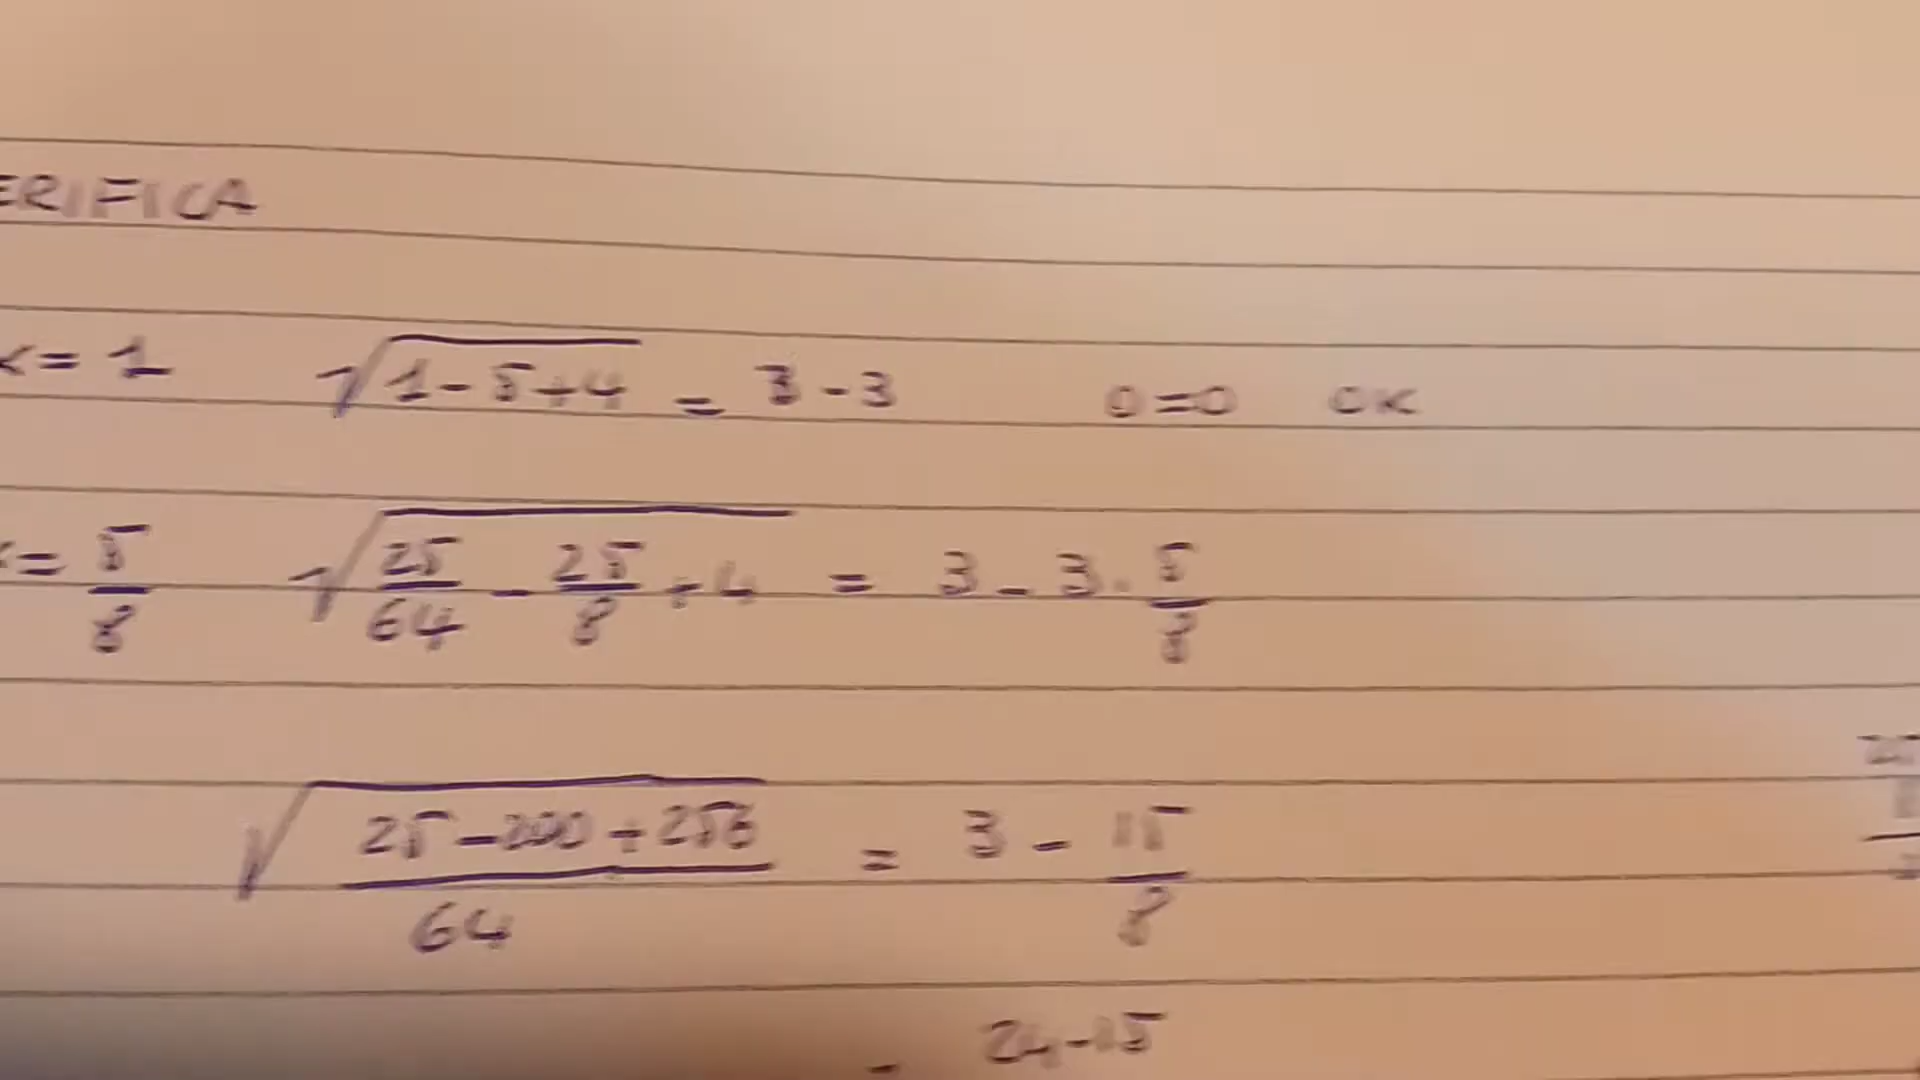 ERIFICA
x = 1 √(1 - 5 + 4) = 3 - 3 0 = 0 OK
x = 5/8 √(25/64 - 25/8 + 4) = 3 - 3 · 5/8
√((25 - 200 + 256)/64) = 3 - 15/8
= 24 - 15